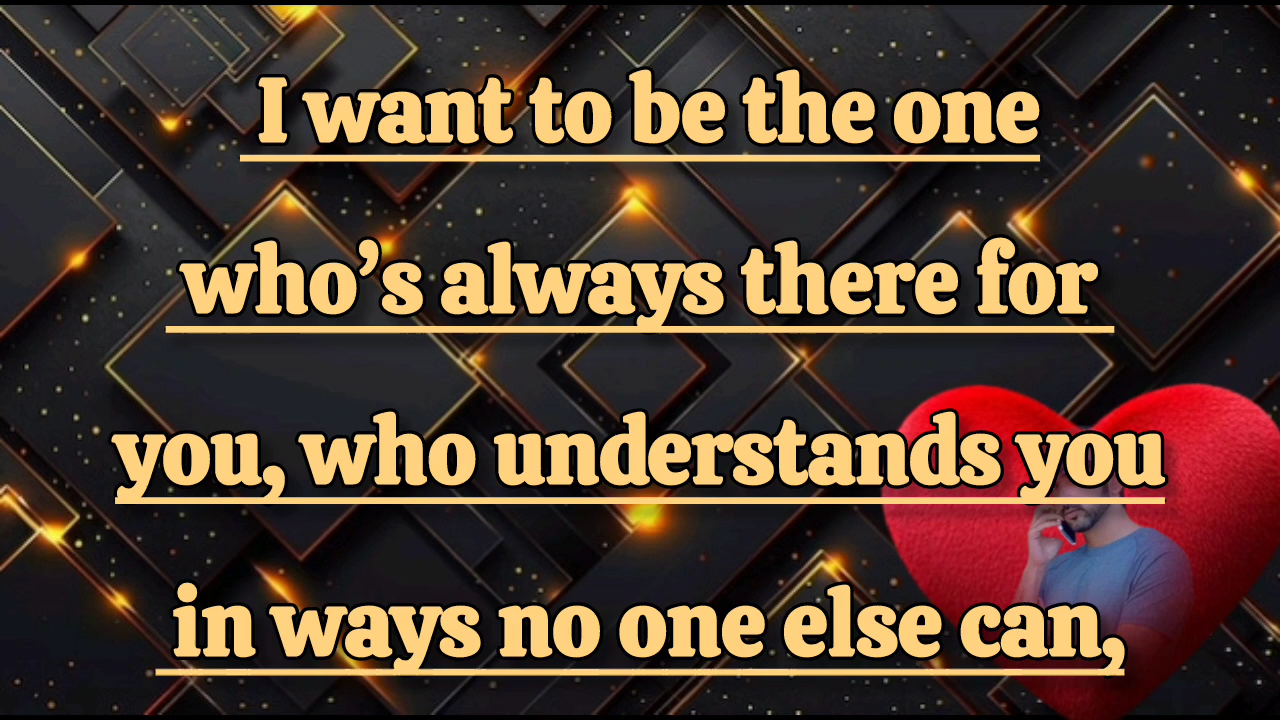 I want to be the one
who’s always there for
you, who understands you
in ways no one else can,